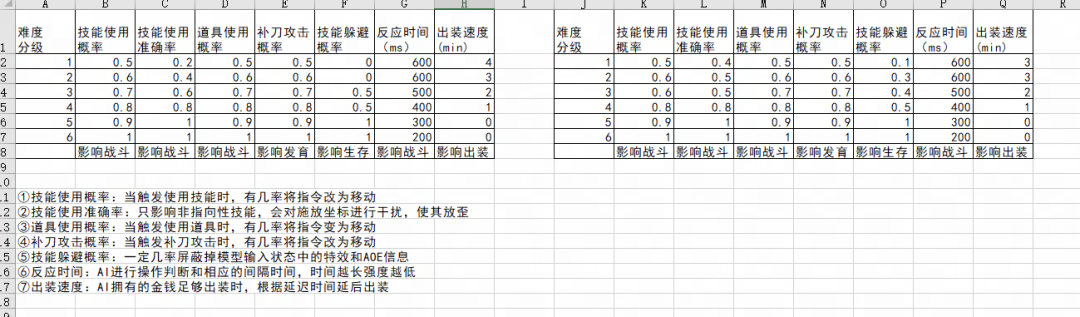 A B C D E F G H I J K L M N O P Q R
1 难度分级 技能使用概率 技能使用准确率 道具使用概率 补刀攻击概率 技能躲避概率 反应时间(ms) 出装速度(min) 难度分级 技能使用概率 技能使用准确率 道具使用概率 补刀攻击概率 技能躲避概率 反应时间(ms) 出装速度(min)
2 1 0.5 0.2 0.5 0.5 0 600 4 1 0.5 0.4 0.5 0.5 0.1 600 3
3 2 0.6 0.4 0.6 0.6 0 600 3 2 0.6 0.5 0.6 0.6 0.3 600 3
4 3 0.7 0.6 0.7 0.7 0.5 500 2 3 0.6 0.5 0.7 0.7 0.4 500 2
5 4 0.8 0.8 0.8 0.8 0.5 400 1 4 0.8 0.8 0.8 0.8 0.5 400 1
6 5 0.9 1 0.9 0.9 1 300 0 5 0.9 1 0.9 0.9 1 300 0
7 6 1 1 1 1 1 200 0 6 1 1 1 1 1 200 0
8 影响战斗 影响战斗 影响战斗 影响发育 影响生存 影响战斗 影响出装 影响战斗 影响战斗 影响战斗 影响发育 影响生存 影响战斗 影响出装
9
10
11 ①技能使用概率：当触发使用技能时，有几率将指令改为移动
12 ②技能使用准确率：只影响非指向性技能，会对施放坐标进行干扰，使其放歪
13 ③道具使用概率：当触发使用道具时，有几率将指令变为移动
14 ④补刀攻击概率：当触发补刀攻击时，有几率将指令改为移动
15 ⑤技能躲避概率：一定几率屏蔽掉模型输入状态中的特效和AOE信息
16 ⑥反应时间：AI进行操作判断和相应的间隔时间，时间越长强度越低
17 ⑦出装速度：AI拥有的金钱足够出装时，根据延迟时间延后出装
18